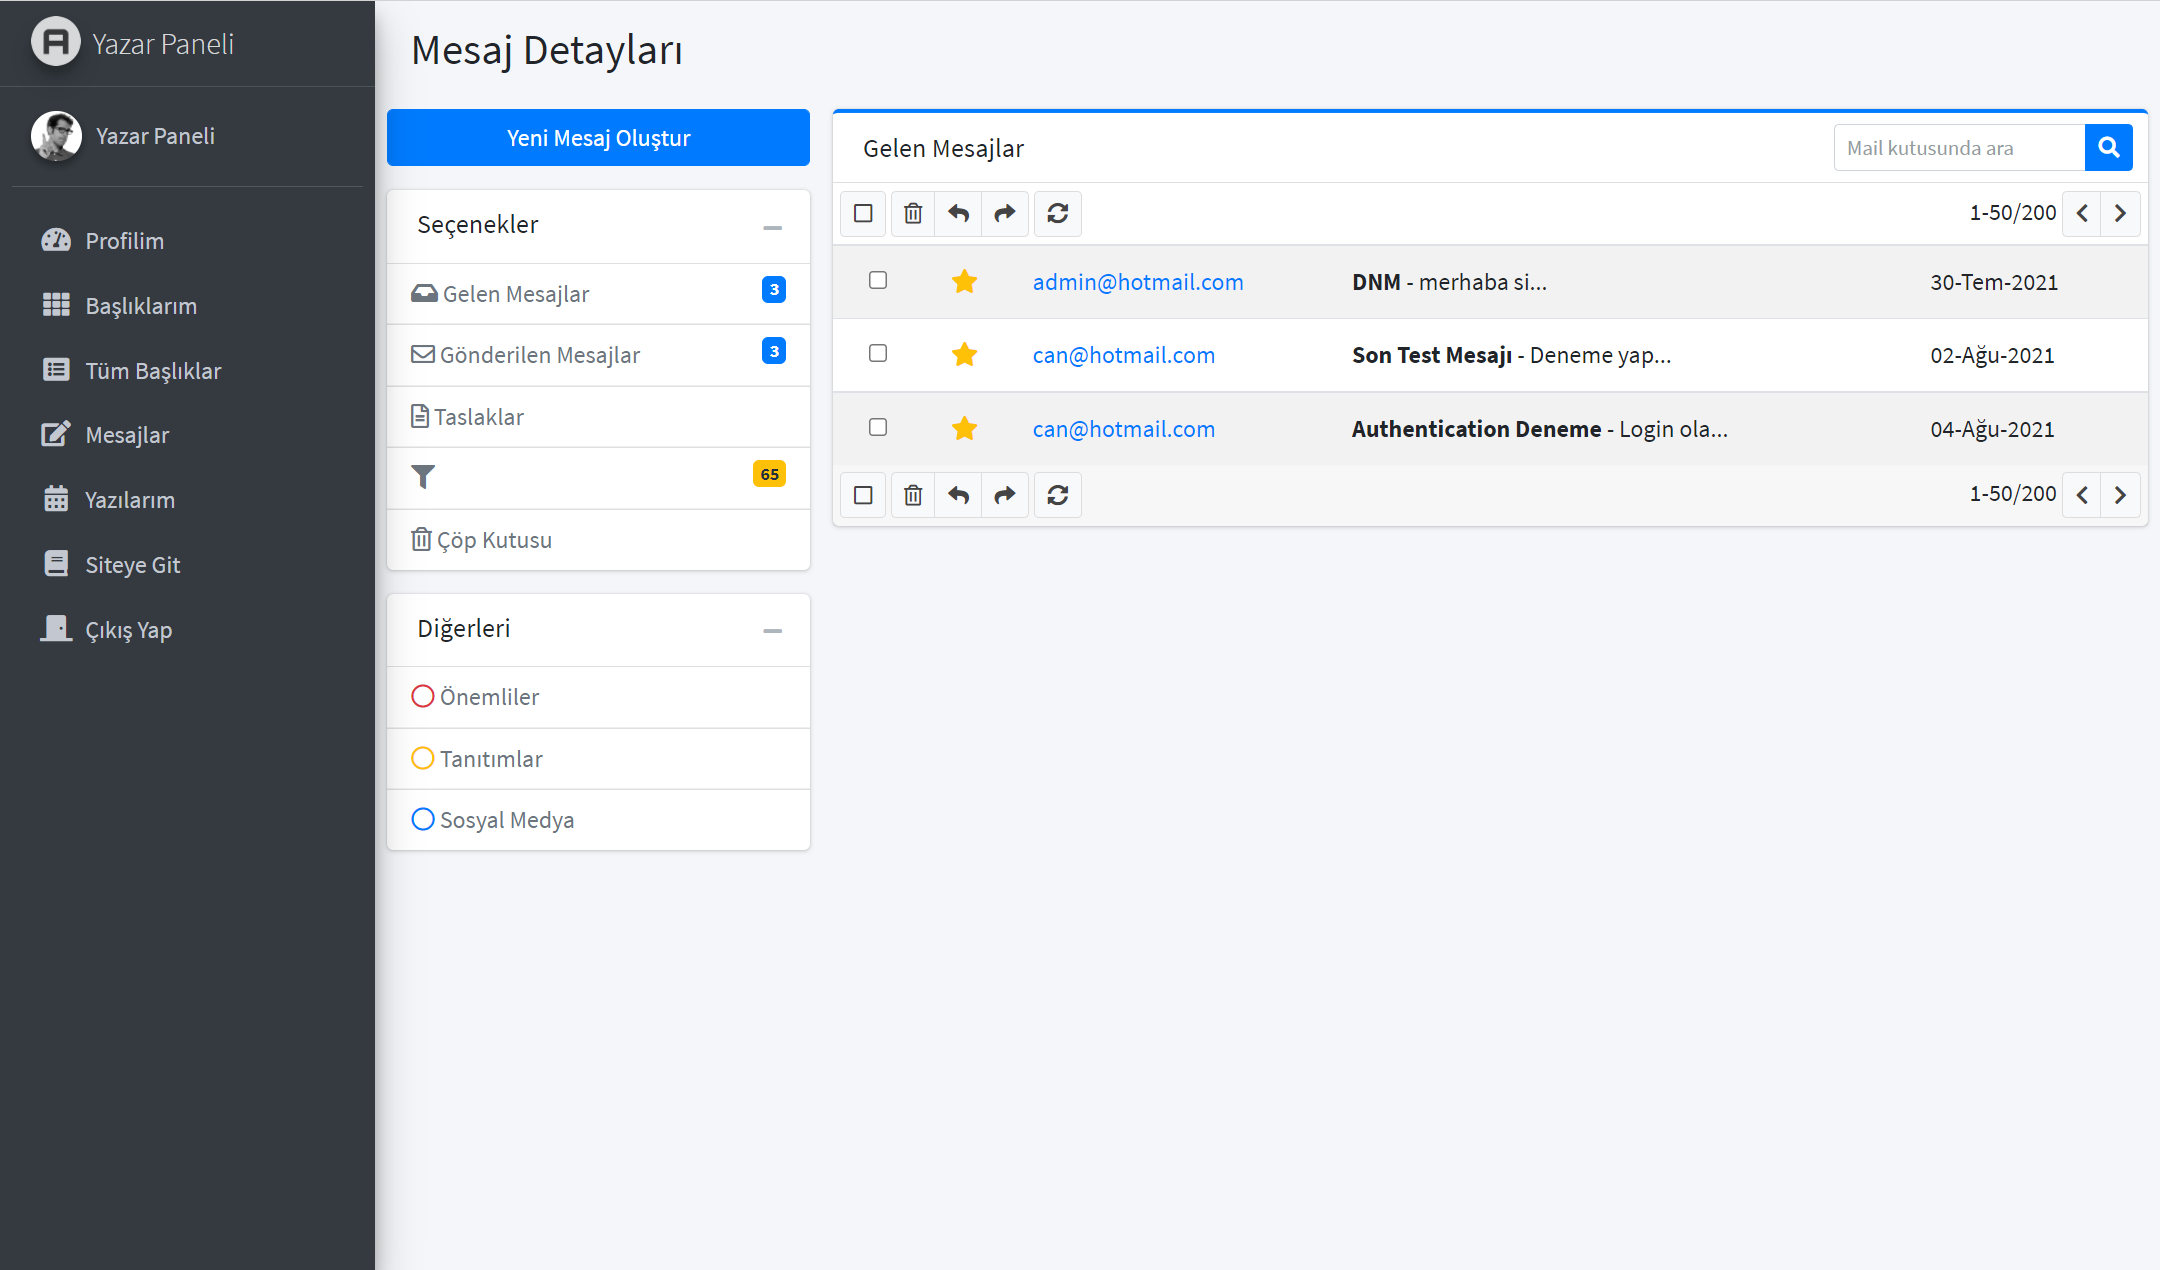 Yazar Paneli
Yazar Paneli
Profilim
Başlıklarım
Tüm Başlıklar
Mesajlar
Yazılarım
Siteye Git
Çıkış Yap
Mesaj Detayları
Yeni Mesaj Oluştur
Seçenekler
Gelen Mesajlar 3
Gönderilen Mesajlar 3
Taslaklar
65
Çöp Kutusu
Diğerleri
Önemliler
Tanıtımlar
Sosyal Medya
Gelen Mesajlar
Mail kutusunda ara
1-50/200
admin@hotmail.com DNM - merhaba si... 30-Tem-2021
can@hotmail.com Son Test Mesajı - Deneme yap... 02-Ağu-2021
can@hotmail.com Authentication Deneme - Login ola... 04-Ağu-2021
1-50/200